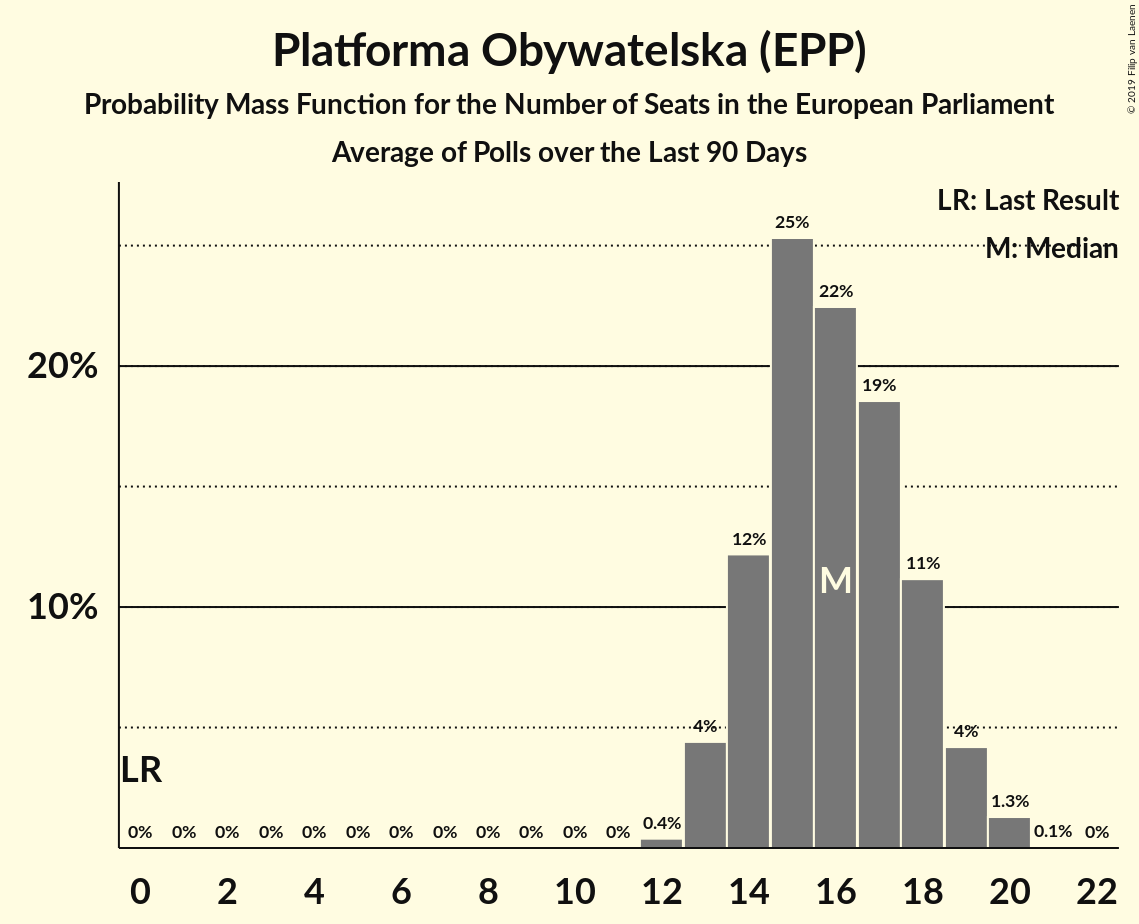 Platforma Obywatelska (EPP)
Probability Mass Function for the Number of Seats in the European Parliament
Average of Polls over the Last 90 Days
© 2019 Filip van Laenen
LR: Last Result
M: Median
25%
22%
20%
19%
12%
11%
M
10%
4%
4%
LR
1.3%
0% 0% 0% 0% 0% 0% 0% 0% 0% 0% 0% 0% 0.4% 0.1% 0%
0 2 4 6 8 10 12 14 16 18 20 22